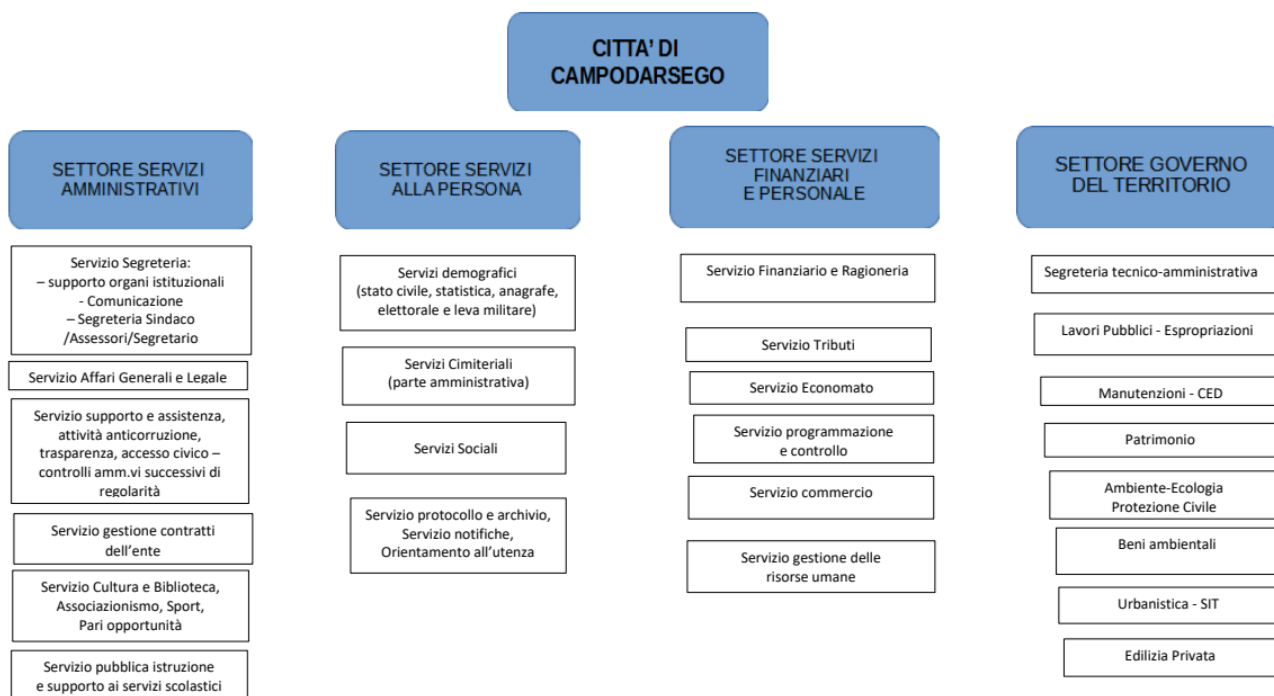 CITTA' DI
CAMPODARSEGO
SETTORE SERVIZI
AMMINISTRATIVI
Servizio Segreteria:
– supporto organi istituzionali
- Comunicazione
– Segreteria Sindaco
/Assessori/Segretario
Servizio Affari Generali e Legale
Servizio supporto e assistenza,
attività anticorruzione,
trasparenza, accesso civico –
controlli amm.vi successivi di
regolarità
Servizio gestione contratti
dell’ente
Servizio Cultura e Biblioteca,
Associazionismo, Sport,
Pari opportunità
Servizio pubblica istruzione
e supporto ai servizi scolastici
SETTORE SERVIZI
ALLA PERSONA
Servizi demografici
(stato civile, statistica, anagrafe,
elettorale e leva militare)
Servizi Cimiteriali
(parte amministrativa)
Servizi Sociali
Servizio protocollo e archivio,
Servizio notifiche,
Orientamento all’utenza
SETTORE SERVIZI
FINANZIARI
E PERSONALE
Servizio Finanziario e Ragioneria
Servizio Tributi
Servizio Economato
Servizio programmazione
e controllo
Servizio commercio
Servizio gestione delle
risorse umane
SETTORE GOVERNO
DEL TERRITORIO
Segreteria tecnico-amministrativa
Lavori Pubblici - Espropriazioni
Manutenzioni - CED
Patrimonio
Ambiente-Ecologia
Protezione Civile
Beni ambientali
Urbanistica - SIT
Edilizia Privata